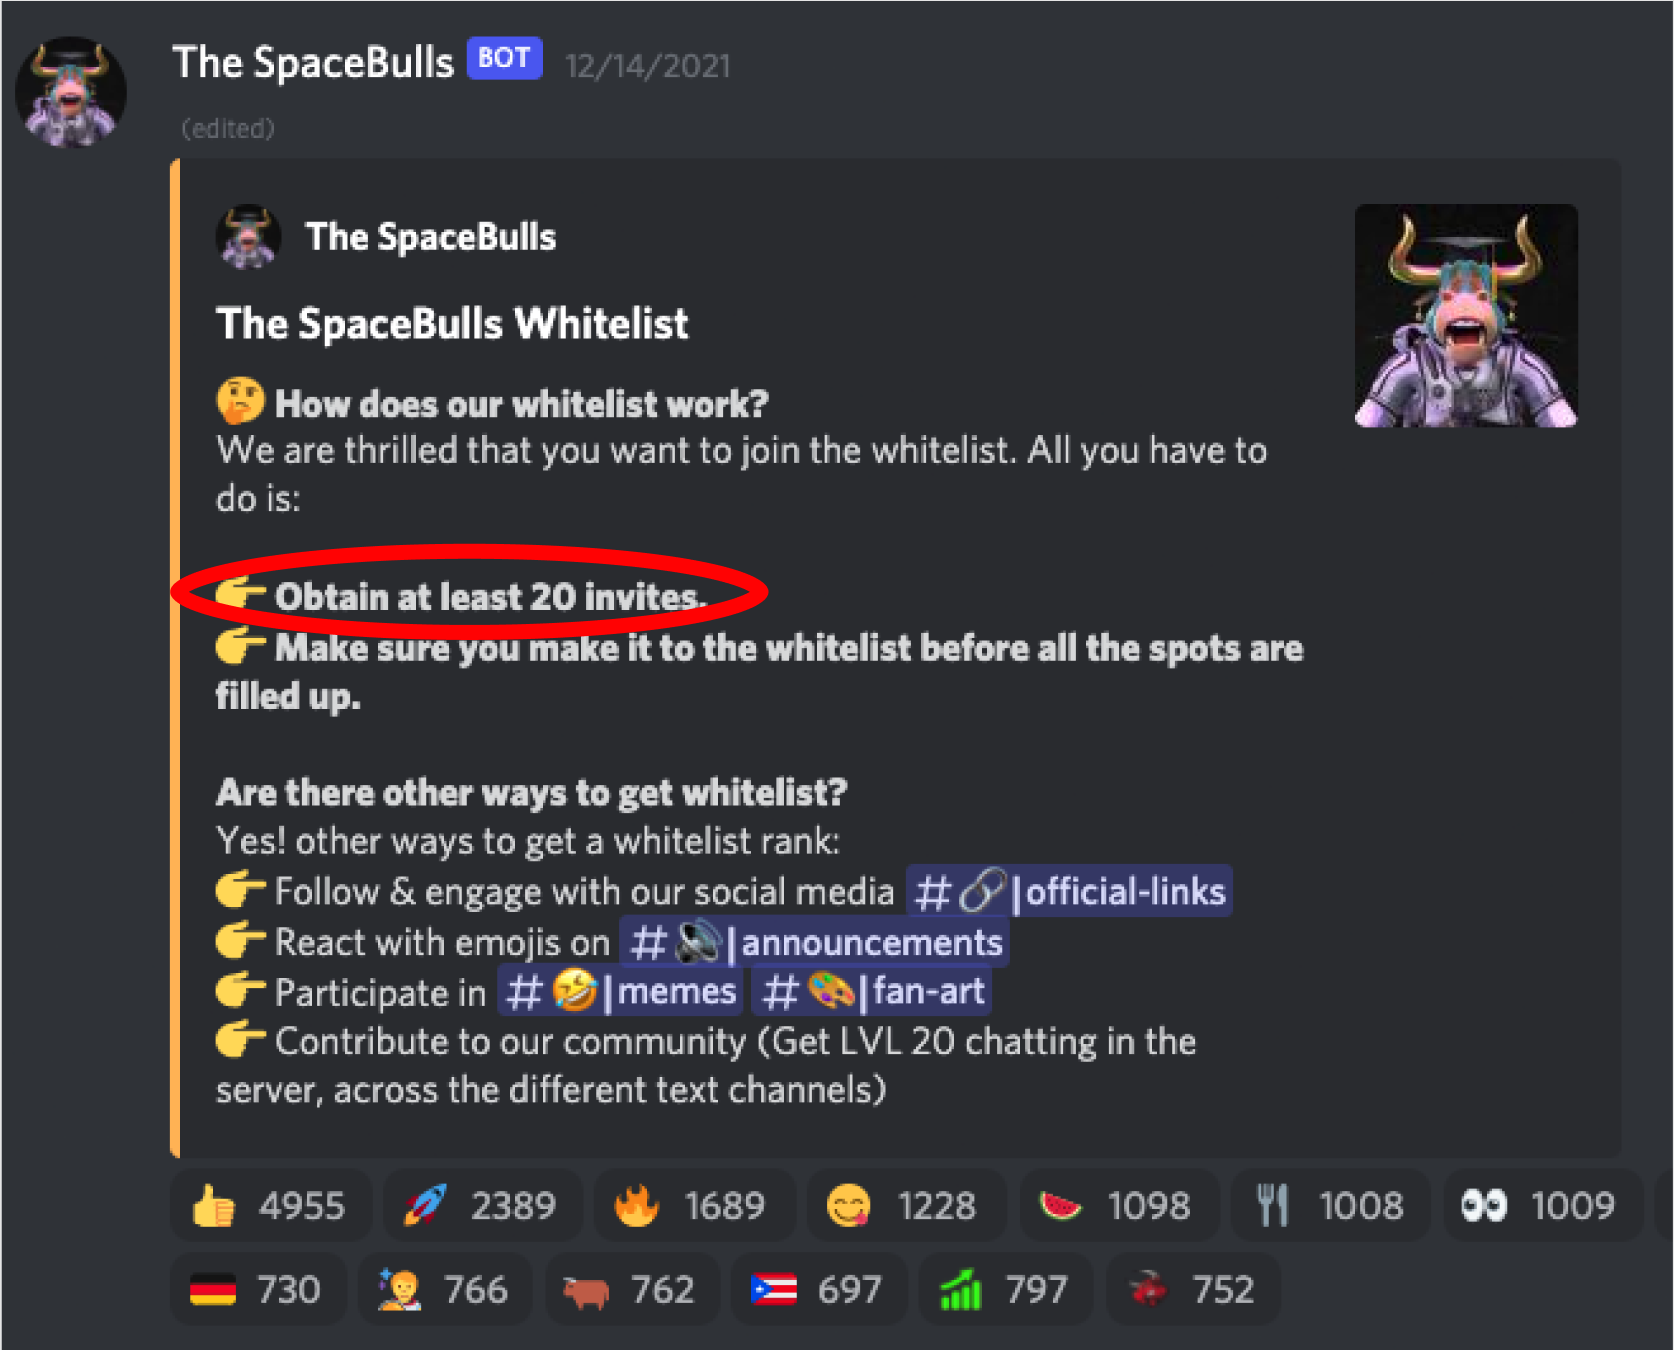 The SpaceBulls BOT 12/14/2021
(edited)
The SpaceBulls
The SpaceBulls Whitelist
🤔 How does our whitelist work?
We are thrilled that you want to join the whitelist. All you have to
do is:
👉 Obtain at least 20 invites.
👉 Make sure you make it to the whitelist before all the spots are
filled up.
Are there other ways to get whitelist?
Yes! other ways to get a whitelist rank:
👉 Follow & engage with our social media #🔗|official-links
👉 React with emojis on #🔊|announcements
👉 Participate in #🤣|memes #🎨|fan-art
👉 Contribute to our community (Get LVL 20 chatting in the
server, across the different text channels)
👍 4955 🚀 2389 🔥 1689 😋 1228 🍉 1098 🍴 1008 👀 1009
🇩🇪 730 766 762 🇵🇷 697 797 752